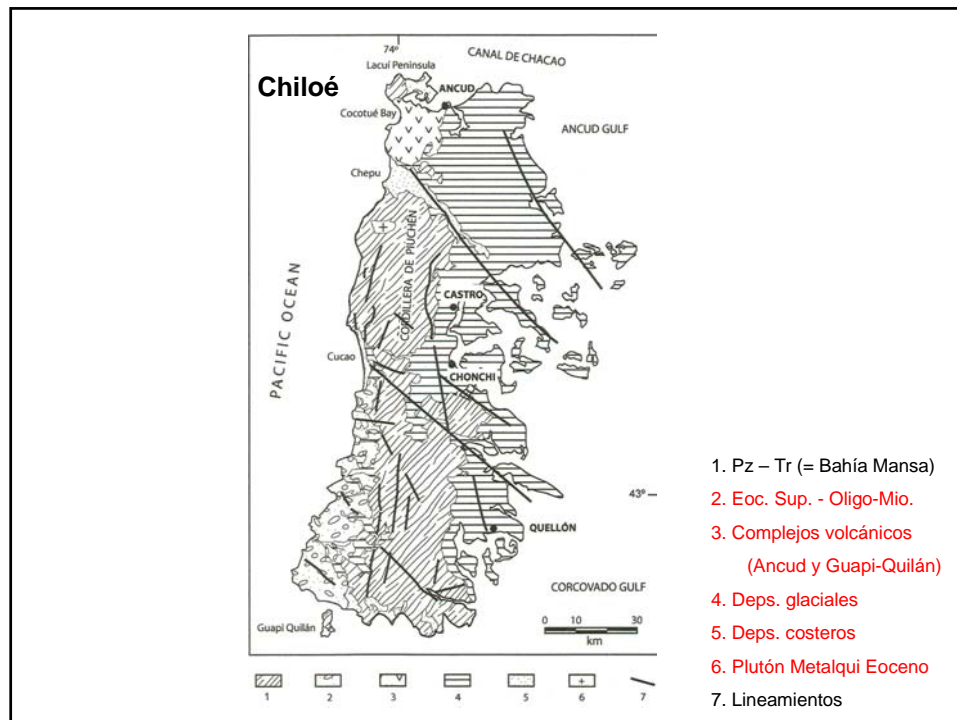 74º
CANAL DE CHACAO
Lacuí Peninsula
Chiloé
ANCUD
Cocotué Bay
ANCUD GULF
Chepu
CORDILLERA DE PIUCHÉN
PACIFIC OCEAN
CASTRO
Cucao
CHONCHI
43º
QUELLÓN
CORCOVADO GULF
Guapi Quilán
0 10 20 30
km
1 2 3 4 5 6 7
1. Pz – Tr (= Bahía Mansa)
2. Eoc. Sup. - Oligo-Mio.
3. Complejos volcánicos
(Ancud y Guapi-Quilán)
4. Deps. glaciales
5. Deps. costeros
6. Plutón Metalqui Eoceno
7. Lineamientos